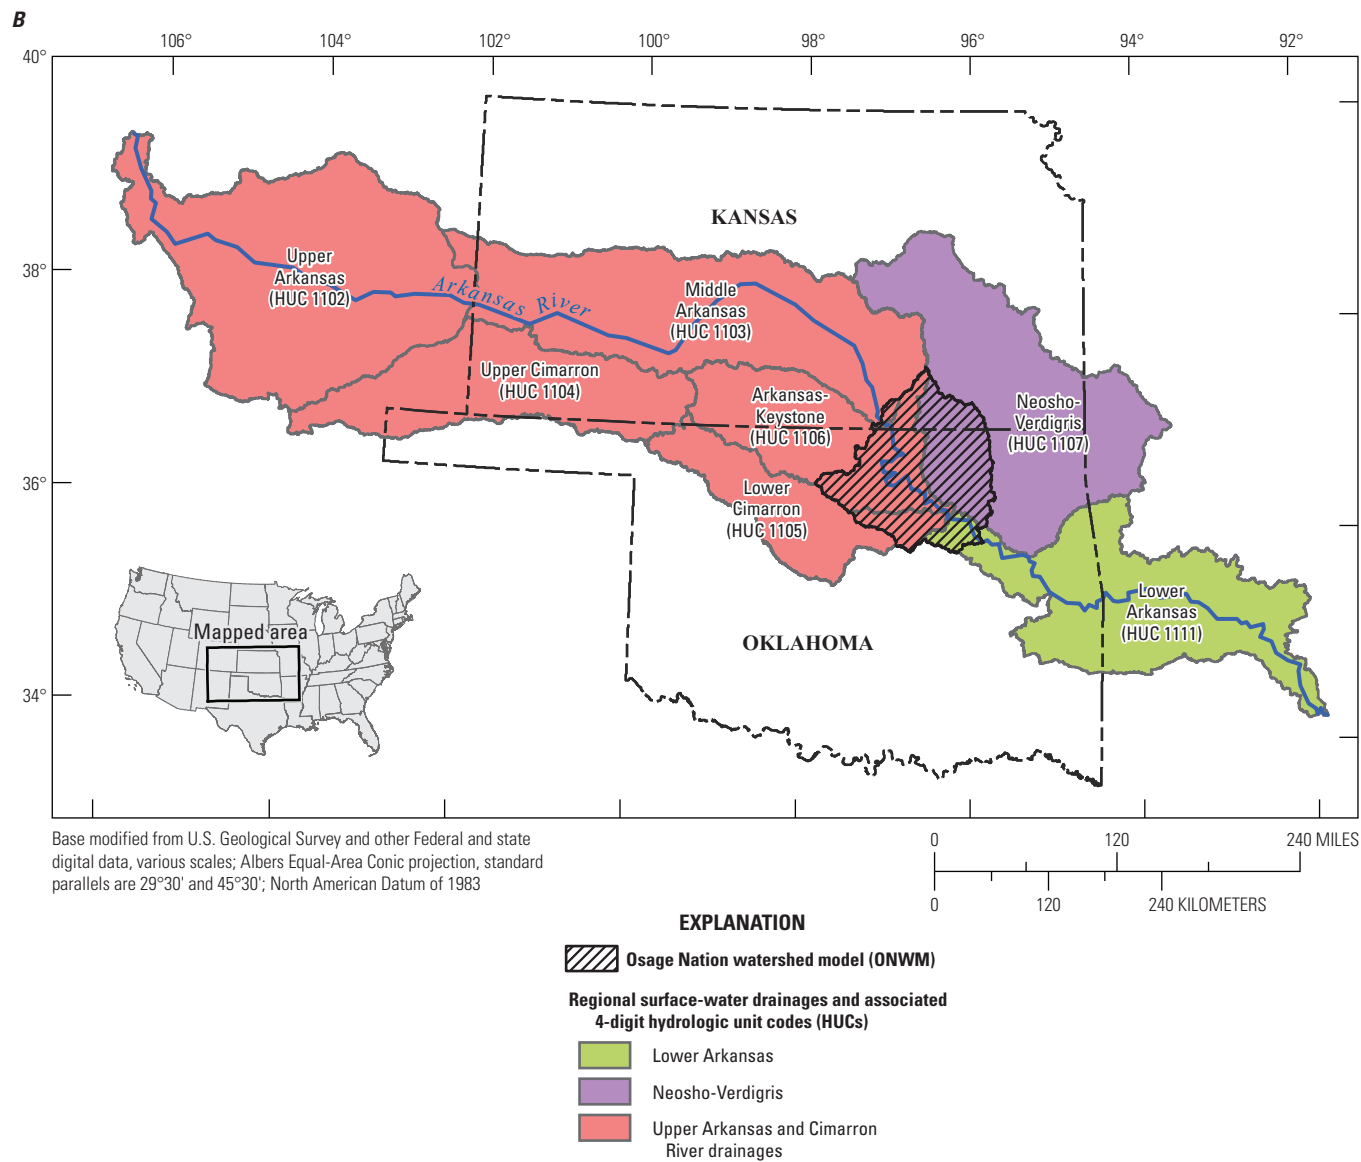 B
106°
104°
102°
100°
98°
96°
94°
92°
40°
38°
36°
34°
KANSAS
Upper
Arkansas
(HUC 1102)
Arkansas River
Middle
Arkansas
(HUC 1103)
Upper Cimarron
(HUC 1104)
Arkansas-
Keystone
(HUC 1106)
Neosho-
Verdigris
(HUC 1107)
Lower
Cimarron
(HUC 1105)
Lower
Arkansas
(HUC 1111)
OKLAHOMA
Mapped area
Base modified from U.S. Geological Survey and other Federal and state
digital data, various scales; Albers Equal-Area Conic projection, standard
parallels are 29°30' and 45°30'; North American Datum of 1983
0
120
240 MILES
0
120
240 KILOMETERS
EXPLANATION
Osage Nation watershed model (ONWM)
Regional surface-water drainages and associated
4-digit hydrologic unit codes (HUCs)
Lower Arkansas
Neosho-Verdigris
Upper Arkansas and Cimarron
River drainages